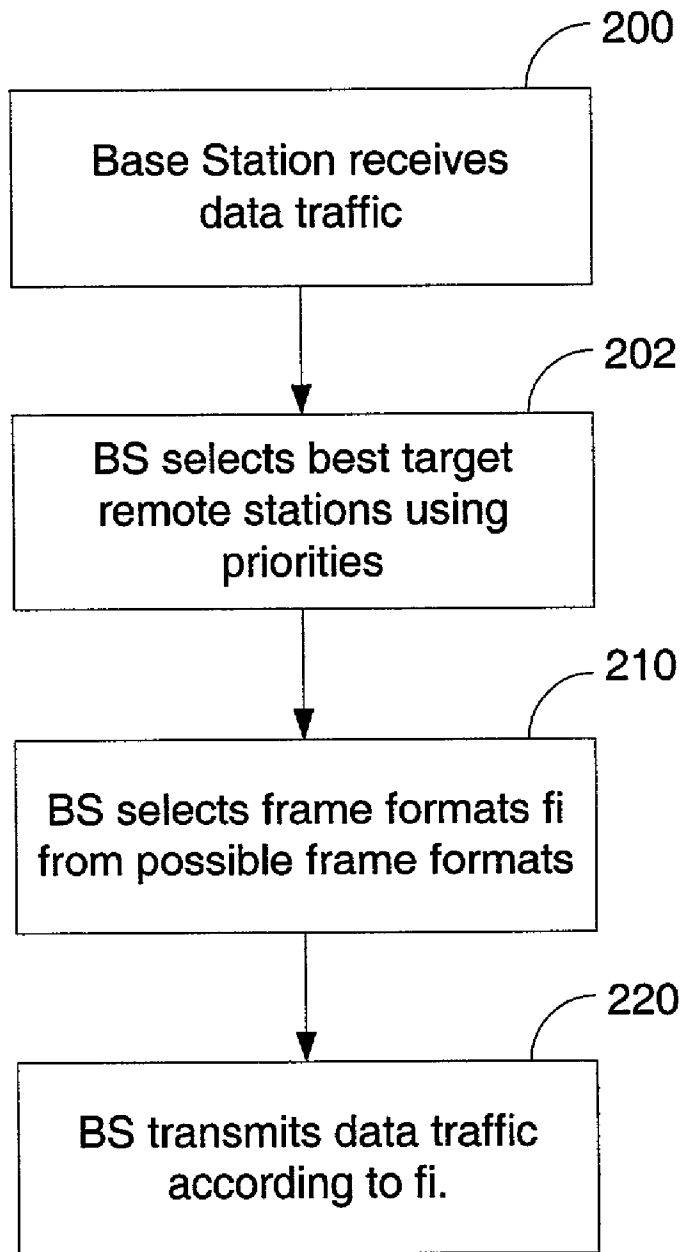 200
Base Station receives
data traffic
202
BS selects best target
remote stations using
priorities
210
BS selects frame formats fi
from possible frame formats
220
BS transmits data traffic
according to fi.